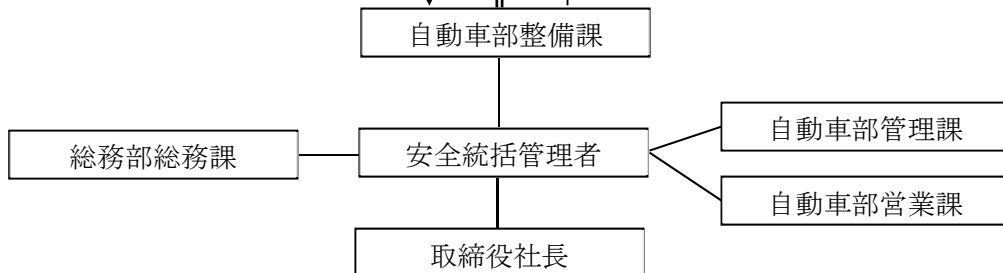 自動車部整備課
自動車部管理課
総務部総務課
安全統括管理者
自動車部営業課
取締役社長